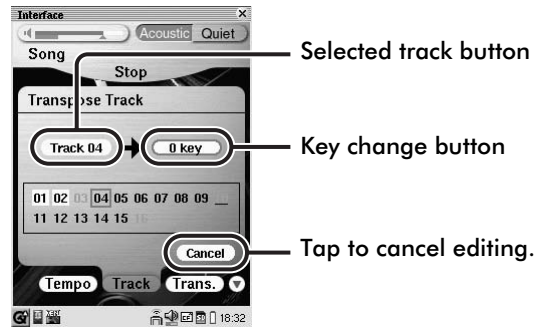 Interface
Acoustic Quiet
Song
Stop
Selected track button
Transpose Track
Track 04 0 key
Key change button
01 02 03 04 05 06 07 08 09
11 12 13 14 15 16
Cancel
Tap to cancel editing.
Tempo Track Trans.
18:32